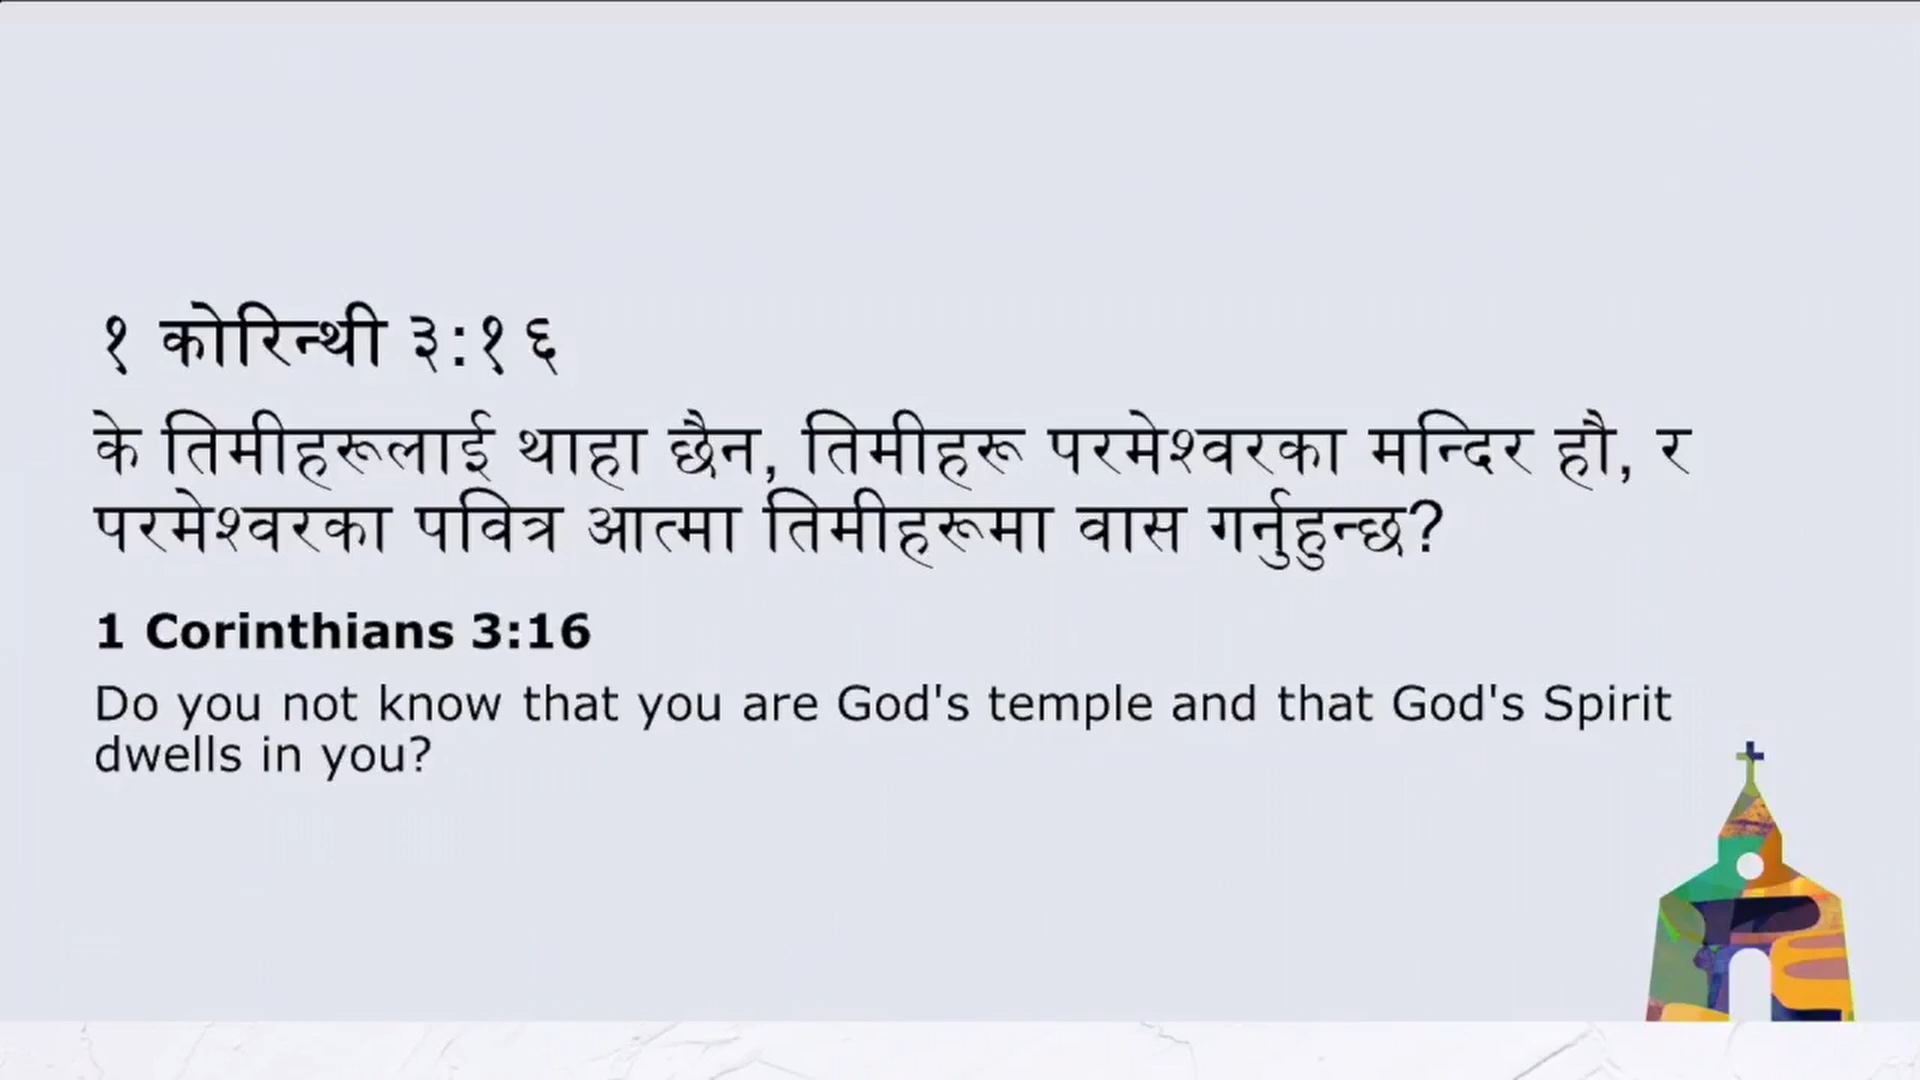 १ कोरिन्थी ३:१६
के तिमीहरूलाई थाहा छैन, तिमीहरू परमेश्वरका मन्दिर हौ, र
परमेश्वरका पवित्र आत्मा तिमीहरूमा वास गर्नुहुन्छ?
1 Corinthians 3:16
Do you not know that you are God's temple and that God's Spirit
dwells in you?